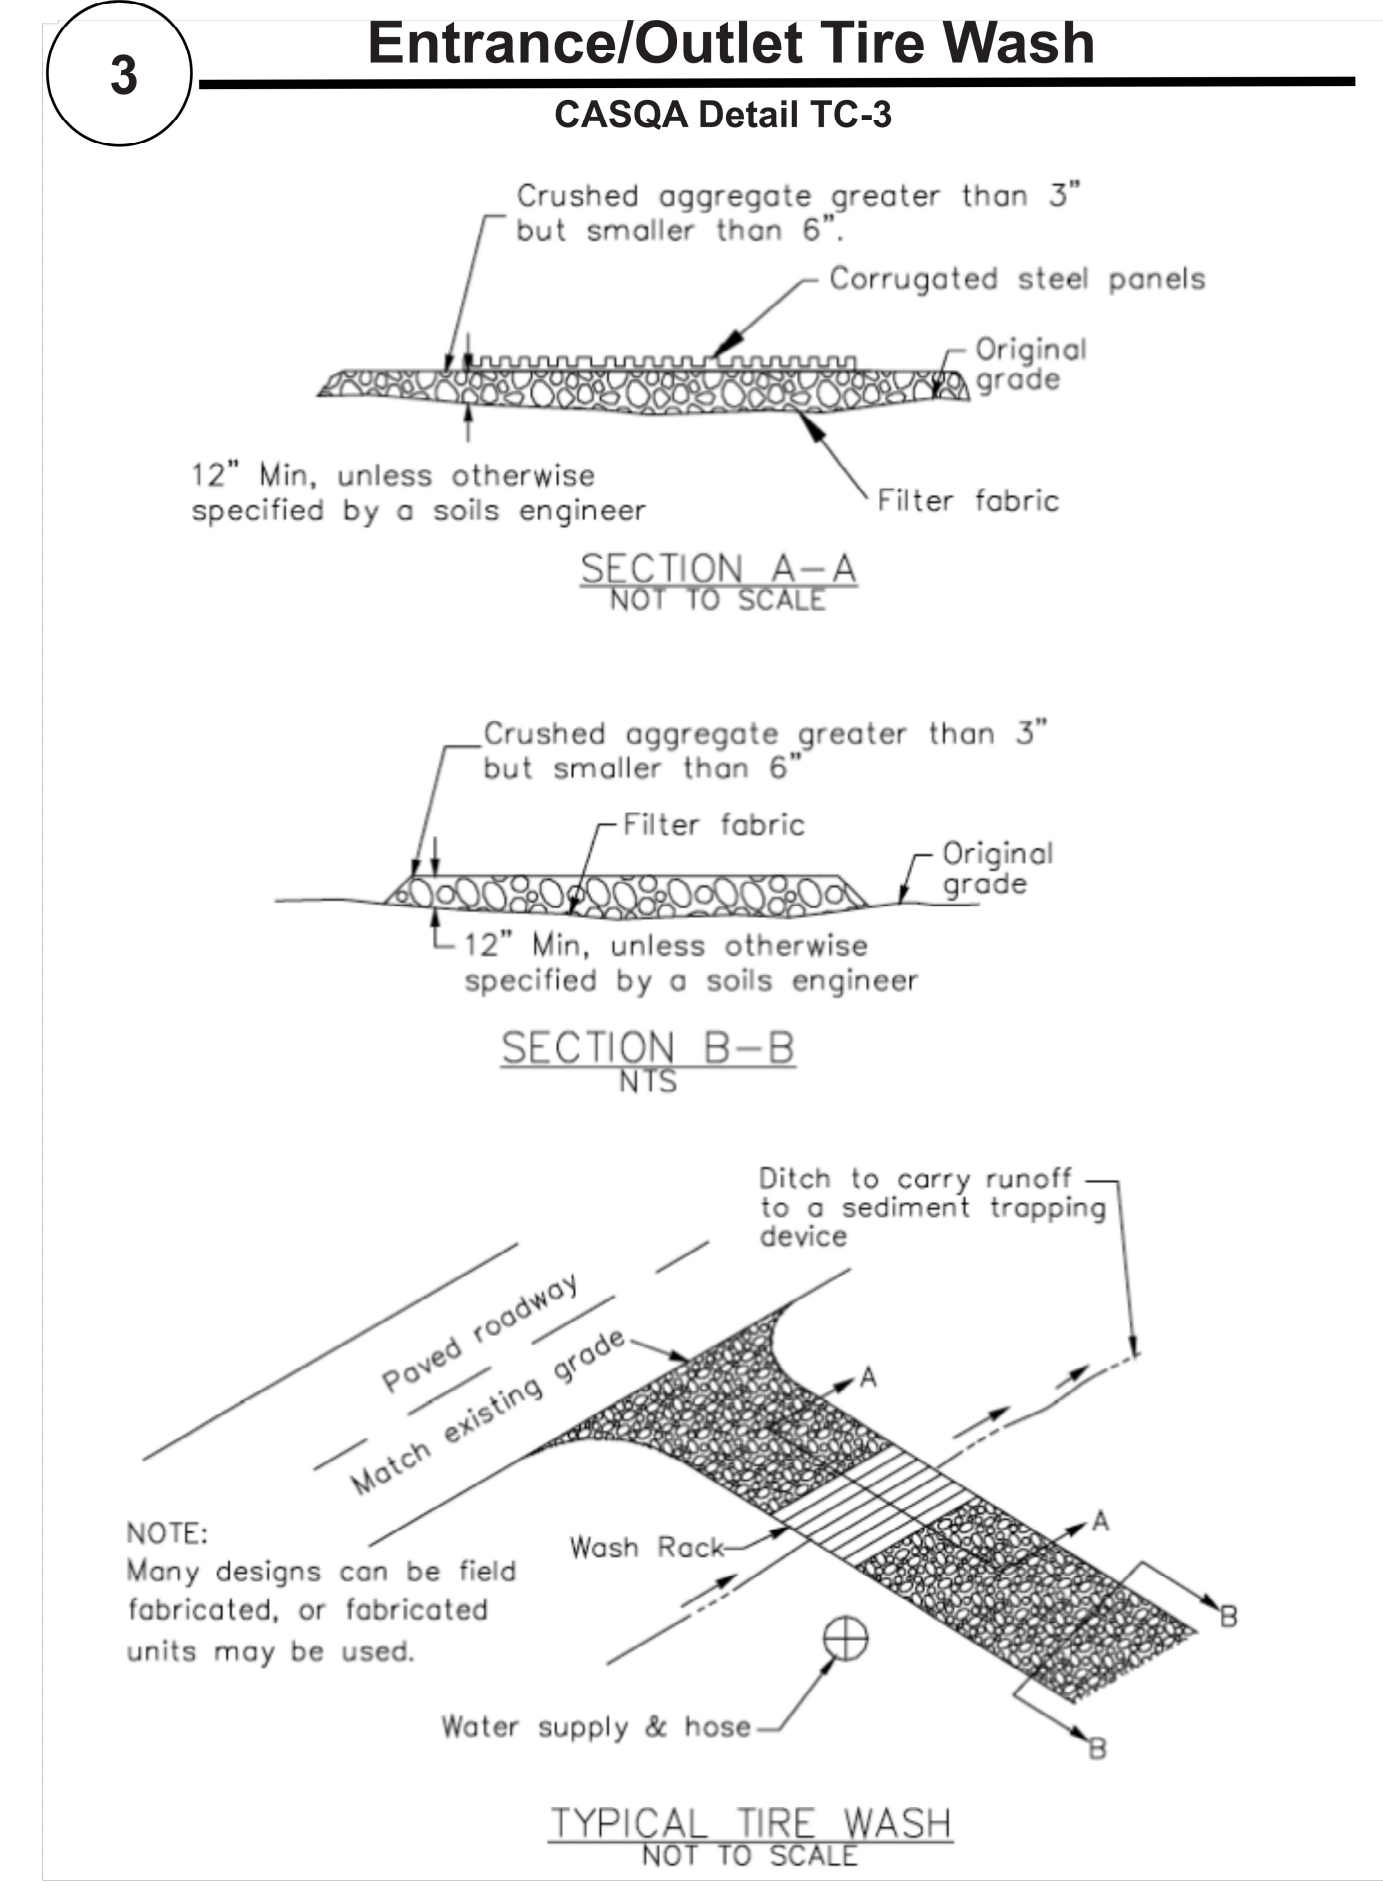 3
Entrance/Outlet Tire Wash
CASQA Detail TC-3
Crushed aggregate greater than 3"
but smaller than 6".
Corrugated steel panels
Original
grade
12" Min, unless otherwise
specified by a soils engineer
Filter fabric
SECTION A-A
NOT TO SCALE
Crushed aggregate greater than 3"
but smaller than 6"
Filter fabric
Original
grade
12" Min, unless otherwise
specified by a soils engineer
SECTION B-B
NTS
Ditch to carry runoff
to a sediment trapping
device
Paved roadway
Match existing grade
A
A
NOTE:
Many designs can be field
fabricated, or fabricated
units may be used.
Wash Rack
B
B
Water supply & hose
TYPICAL TIRE WASH
NOT TO SCALE